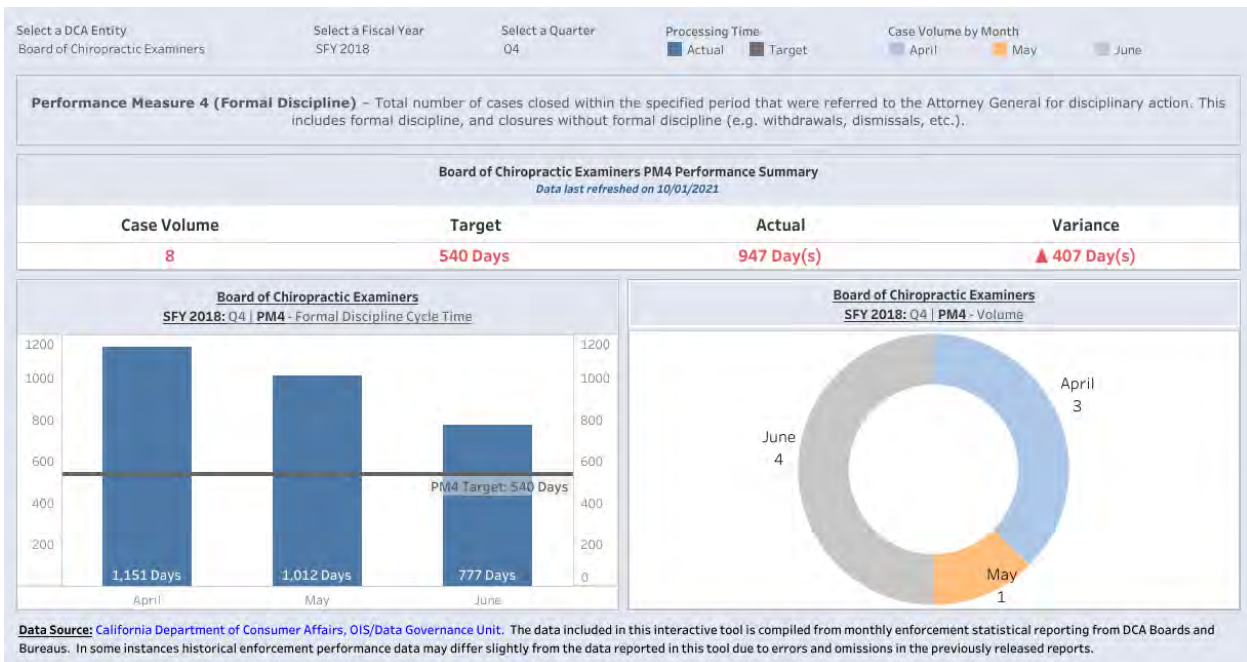 Select a DCA Entity
Board of Chiropractic Examiners
Select a Fiscal Year
SFY 2018
Select a Quarter
Q4
Processing Time
Actual Target
Case Volume by Month
April May June
Performance Measure 4 (Formal Discipline) – Total number of cases closed within the specified period that were referred to the Attorney General for disciplinary action. This
includes formal discipline, and closures without formal discipline (e.g. withdrawals, dismissals, etc.).
Board of Chiropractic Examiners PM4 Performance Summary
Data last refreshed on 10/01/2021
Case Volume Target Actual Variance
8 540 Days 947 Day(s) ▲ 407 Day(s)
Board of Chiropractic Examiners
SFY 2018: Q4 | PM4 - Formal Discipline Cycle Time
1200 1200
1000 1000
800 800
600 600
PM4 Target: 540 Days
400 400
200 200
1,151 Days 1,012 Days 777 Days 0
April May June
Board of Chiropractic Examiners
SFY 2018: Q4 | PM4 - Volume
April
3
June
4
May
1
Data Source: California Department of Consumer Affairs, OIS/Data Governance Unit. The data included in this interactive tool is compiled from monthly enforcement statistical reporting from DCA Boards and
Bureaus. In some instances historical enforcement performance data may differ slightly from the data reported in this tool due to errors and omissions in the previously released reports.